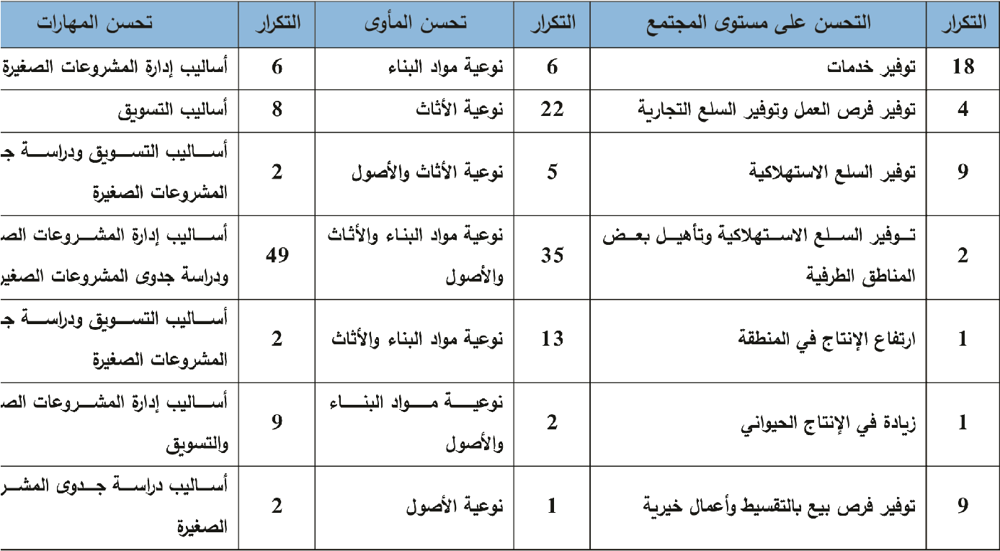 التكرار
التحسن على مستوى المجتمع
التكرار
تحسن المأوى
التكرار
تحسن المهارات
18
توفير خدمات
6
نوعية مواد البناء
6
أساليب إدارة المشروعات الصغيرة
4
توفير فرص العمل وتوفير السلع التجارية
22
نوعية الأثاث
8
أساليب التسويق
9
توفير السلع الاستهلاكية
5
نوعية الأثاث والأصول
2
أساليب التسويق ودراسة ج
المشروعات الصغيرة
2
توفير السلع الاستهلاكية وتأهيل بعض
المناطق الطرفية
35
نوعية مواد البناء والأثاث
والأصول
49
أساليب إدارة المشروعات الص
ودراسة جدوى المشروعات الصغير
1
ارتفاع الإنتاج في المنطقة
13
نوعية مواد البناء والأثاث
2
أساليب التسويق ودراسة ج
المشروعات الصغيرة
1
زيادة في الإنتاج الحيواني
2
نوعية مواد البناء
والأصول
9
أساليب إدارة المشروعات الص
والتسويق
9
توفير فرص بيع بالتقسيط وأعمال خيرية
1
نوعية الأصول
2
أساليب دراسة جدوى المشر
الصغيرة